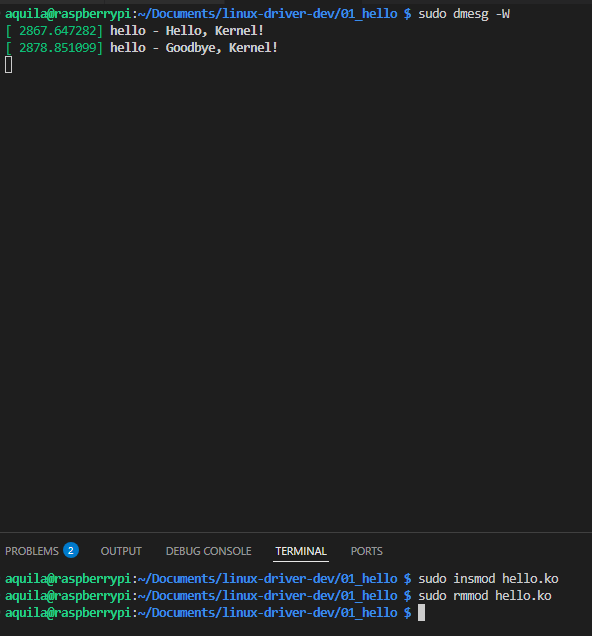 aquila@raspberrypi:~/Documents/linux-driver-dev/01_hello $ sudo dmesg -W
[ 2867.647282] hello - Hello, Kernel!
[ 2878.851099] hello - Goodbye, Kernel!
PROBLEMS 2 OUTPUT DEBUG CONSOLE TERMINAL PORTS
aquila@raspberrypi:~/Documents/linux-driver-dev/01_hello $ sudo insmod hello.ko
aquila@raspberrypi:~/Documents/linux-driver-dev/01_hello $ sudo rmmod hello.ko
aquila@raspberrypi:~/Documents/linux-driver-dev/01_hello $